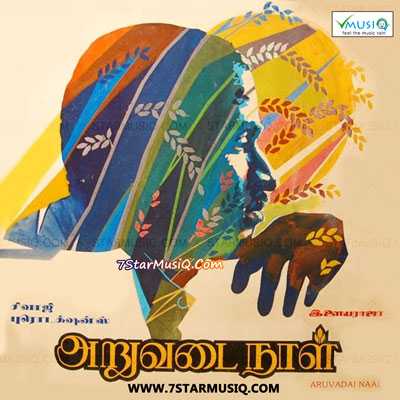 VMUSIQ
feel the music rain
7StarMusiQ.Com
சிவாஜி
புரொடக்ஷன்ஸ்
இளையராஜா
அறுவடை நாள்
ARUVADAI NAAL
WWW.7STARMUSIQ.COM